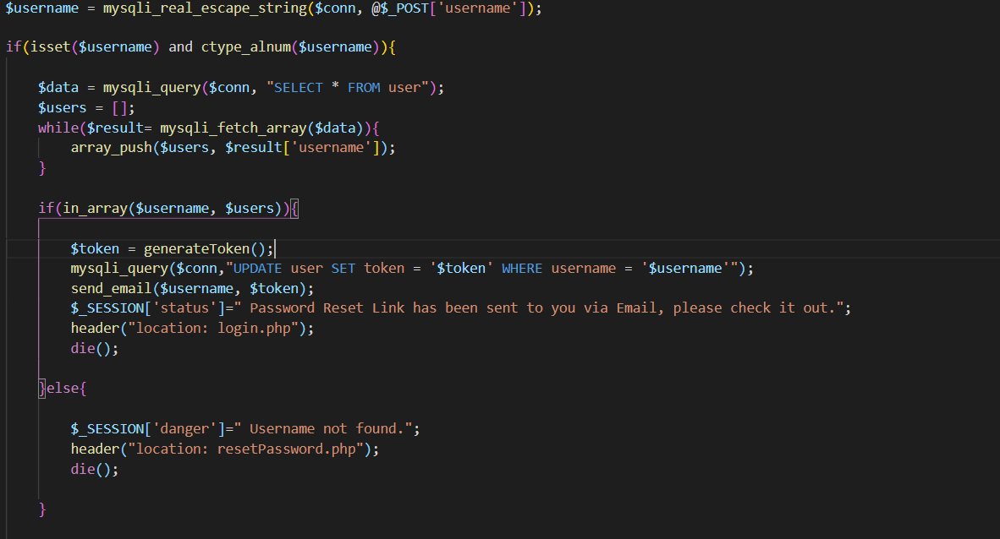 $username = mysqli_real_escape_string($conn, @$_POST['username']);
if(isset($username) and ctype_alnum($username)){
$data = mysqli_query($conn, "SELECT * FROM user");
$users = [];
while($result= mysqli_fetch_array($data)){
array_push($users, $result['username']);
}
if(in_array($username, $users)){
$token = generateToken();
mysqli_query($conn,"UPDATE user SET token = '$token' WHERE username = '$username'");
send_email($username, $token);
$_SESSION['status']=" Password Reset Link has been sent to you via Email, please check it out.";
header("location: login.php");
die();
}else{
$_SESSION['danger']=" Username not found.";
header("location: resetPassword.php");
die();
}